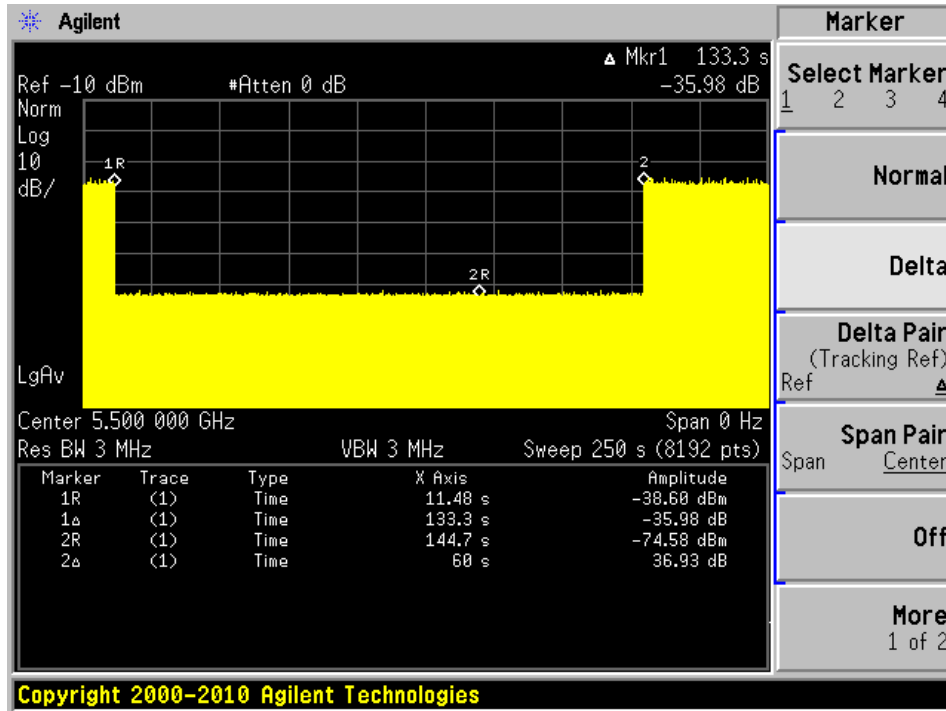 Agilent
Marker
Δ Mkr1 133.3 s
Ref -10 dBm #Atten 0 dB -35.98 dB
Norm
Log
10
dB/
1R
2
2R
LgAv
Center 5.500 000 GHz Span 0 Hz
Res BW 3 MHz VBW 3 MHz Sweep 250 s (8192 pts)
Marker Trace Type X Axis Amplitude
1R (1) Time 11.48 s -38.60 dBm
1Δ (1) Time 133.3 s -35.98 dB
2R (1) Time 144.7 s -74.58 dBm
2Δ (1) Time 60 s 36.93 dB
Select Marker
1 2 3 4
Normal
Delta
Delta Pair
(Tracking Ref)
Ref Δ
Span Pair
Span Center
Off
More
1 of 2
Copyright 2000-2010 Agilent Technologies